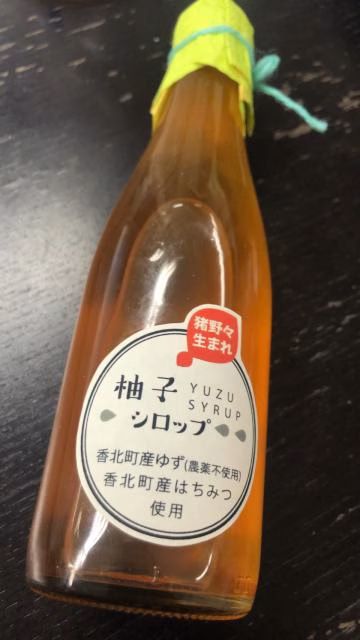 猪野々
生まれ
柚子 YUZU
SYRUP
シロップ
香北町産ゆず(農薬不使用)
香北町産はちみつ
使用